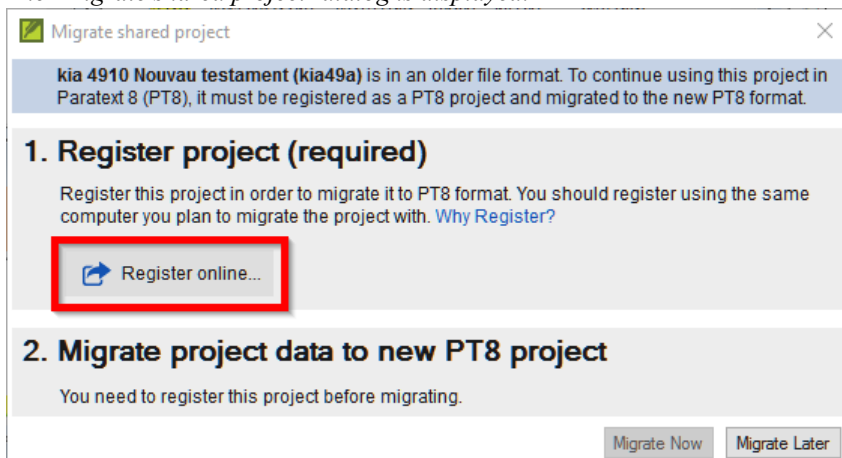 Migrate shared project
kia 4910 Nouvau testament (kia49a) is in an older file format. To continue using this project in
Paratext 8 (PT8), it must be registered as a PT8 project and migrated to the new PT8 format.
1. Register project (required)
Register this project in order to migrate it to PT8 format. You should register using the same
computer you plan to migrate the project with. Why Register?
Register online...
2. Migrate project data to new PT8 project
You need to register this project before migrating.
Migrate Now Migrate Later